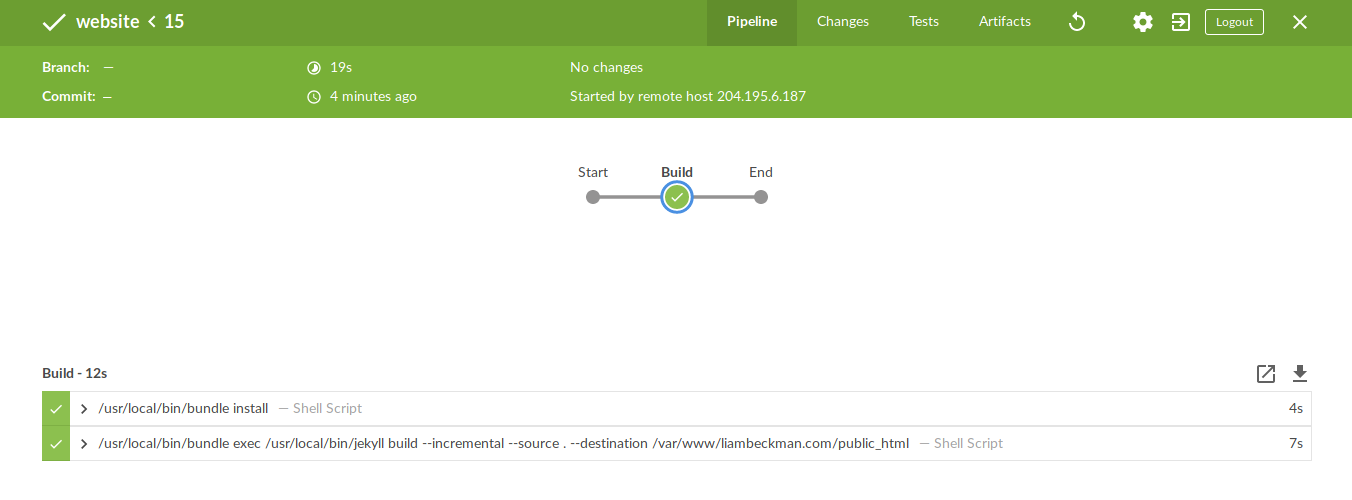 website < 15 Pipeline Changes Tests Artifacts Logout
Branch: — 19s No changes
Commit: — 4 minutes ago Started by remote host 204.195.6.187
Start Build End
Build - 12s
/usr/local/bin/bundle install — Shell Script 4s
/usr/local/bin/bundle exec /usr/local/bin/jekyll build --incremental --source . --destination /var/www/liambeckman.com/public_html — Shell Script 7s